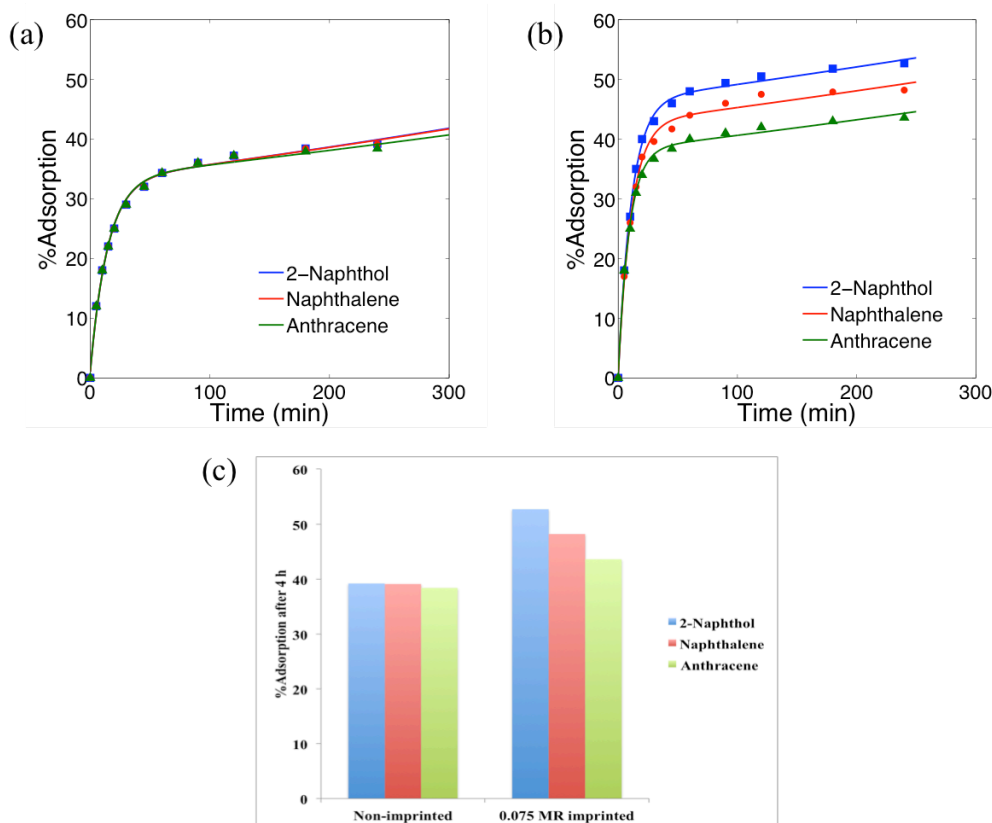 (a)
60
50
40
30
20
10
0
%Adsorption
2-Naphthol
Naphthalene
Anthracene
0 100 200 300
Time (min)
(b)
60
50
40
30
20
10
0
%Adsorption
2-Naphthol
Naphthalene
Anthracene
0 100 200 300
Time (min)
(c)
60
50
40
30
20
10
0
%Adsorption after 4 h
2-Naphthol
Naphthalene
Anthracene
Non-imprinted 0.075 MR imprinted